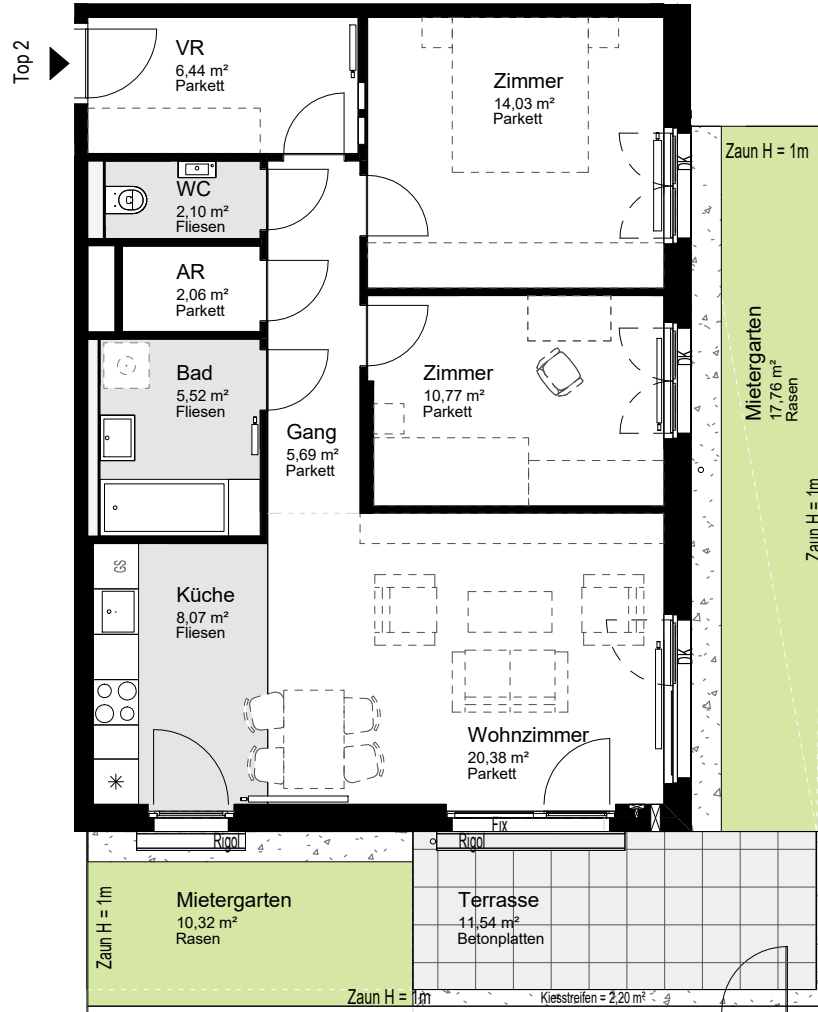 Top 2
VR
6,44 m²
Parkett
Zimmer
14,03 m²
Parkett
DK
Zaun H = 1m
WC
2,10 m²
Fliesen
AR
2,06 m²
Parkett
Bad
5,52 m²
Fliesen
Gang
5,69 m²
Parkett
Zimmer
10,77 m²
Parkett
DK
Mietergarten
17,76 m²
Rasen
Zaun H = 1m
GS
Küche
8,07 m²
Fliesen
DK
Wohnzimmer
20,38 m²
Parkett
Fix
Rigol
Rigol
Zaun H = 1m
Mietergarten
10,32 m²
Rasen
Terrasse
11,54 m²
Betonplatten
Zaun H = 1m
Kiesstreifen = 2,20 m²